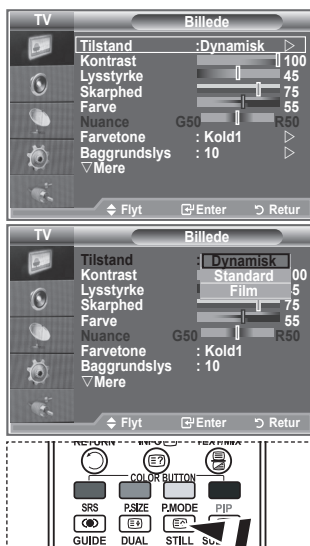 TV Billede
Tilstand :Dynamisk ▷
Kontrast 100
Lysstyrke 45
Skarphed 75
Farve 55
Nuance G50 R50
Farvetone : Kold1 ▷
Baggrundslys : 10 ▷
▽Mere
Flyt Enter Retur
TV Billede
Tilstand : Dynamisk
Kontrast Standard 00
Lysstyrke Film 5
Skarphed 75
Farve 55
Nuance G50 R50
Farvetone : Kold1
Baggrundslys : 10
▽Mere
Flyt Enter Retur
RETURN INFO TEXT/MIX
COLOR BUTTON
SRS P.SIZE P.MODE PIP
GUIDE DUAL STILL